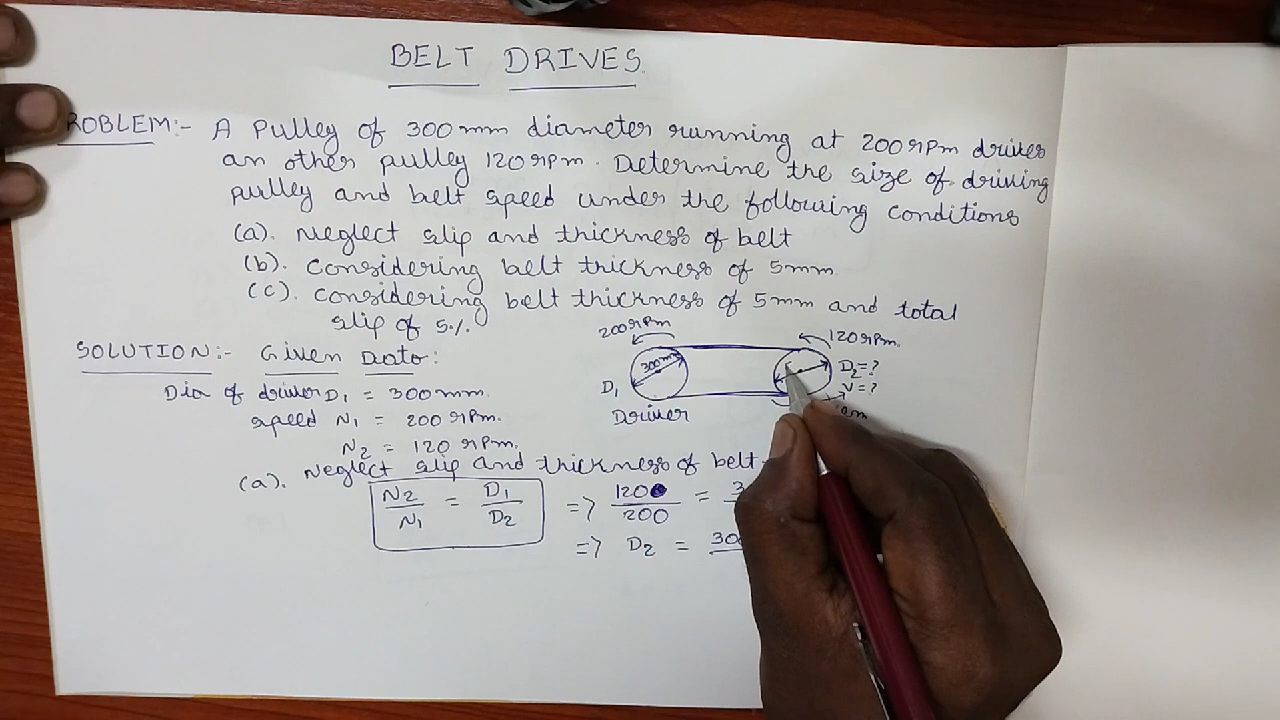 BELT DRIVES
ROBLEM:- A Pulley of 300mm diameter running at 200rpm drives
an other pulley 120rpm. Determine the size of driving
pulley and belt speed under the following conditions
(a). Neglect slip and thickness of belt
(b). Considering belt thickness of 5mm
(c). Considering belt thickness of 5mm and total
slip of 5%.
SOLUTION:- Given Data:
Dia of driver D1 = 300mm
speed N1 = 200 rpm.
N2 = 120 rpm.
200rpm
300mm
D1
Driver
120rpm.
D2=?
V=?
(a). Neglect slip and thickness of belt
N2/N1 = D1/D2 => 120/200 =
=> D2 =